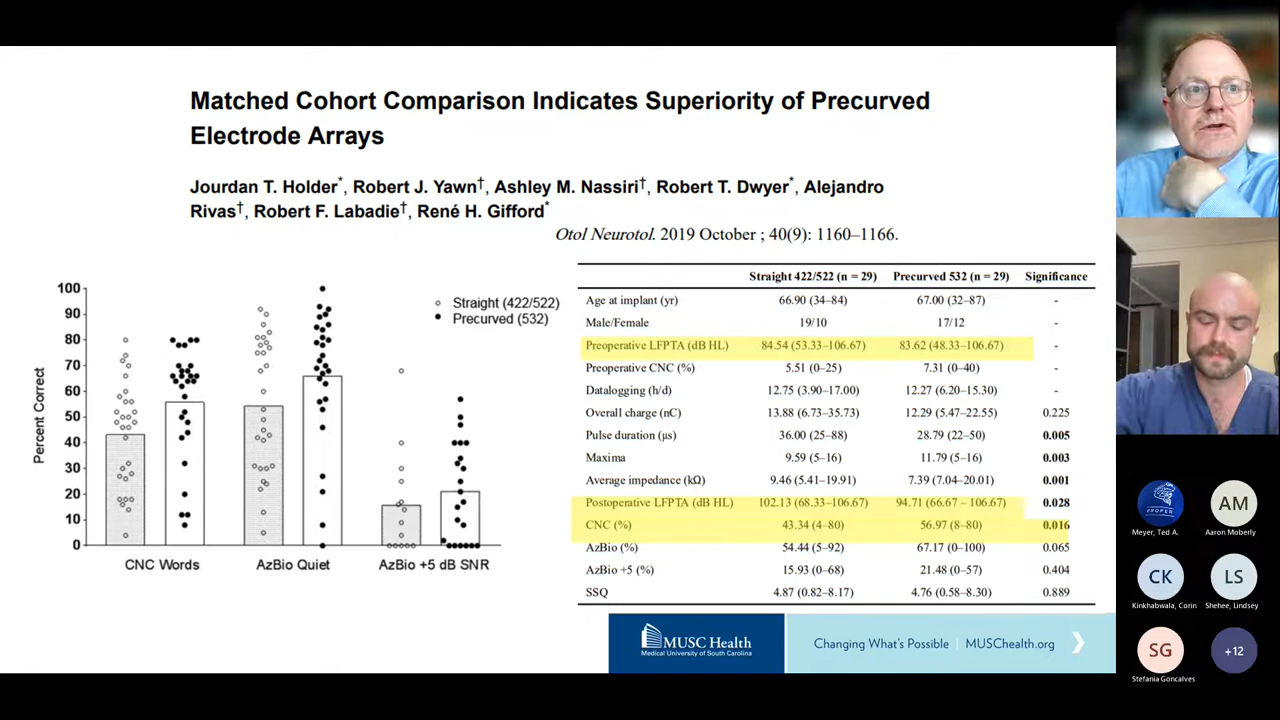 Matched Cohort Comparison Indicates Superiority of Precurved
Electrode Arrays
Jourdan T. Holder*, Robert J. Yawn†, Ashley M. Nassiri†, Robert T. Dwyer*, Alejandro
Rivas†, Robert F. Labadie†, René H. Gifford*
Otol Neurotol. 2019 October ; 40(9): 1160–1166.
Percent Correct
100
90
80
70
60
50
40
30
20
10
0
Straight (422/522)
Precurved (532)
CNC Words AzBio Quiet AzBio +5 dB SNR
Straight 422/522 (n = 29) Precurved 532 (n = 29) Significance
Age at implant (yr) 66.90 (34–84) 67.00 (32–87) -
Male/Female 19/10 17/12 -
Preoperative LFPTA (dB HL) 84.54 (53.33–106.67) 83.62 (48.33–106.67) -
Preoperative CNC (%) 5.51 (0–25) 7.31 (0–40) -
Datalogging (h/d) 12.75 (3.90–17.00) 12.27 (6.20–15.30) -
Overall charge (nC) 13.88 (6.73–35.73) 12.29 (5.47–22.55) 0.225
Pulse duration (μs) 36.00 (25–88) 28.79 (22–50) 0.005
Maxima 9.59 (5–16) 11.79 (5–16) 0.003
Average impedance (kΩ) 9.46 (5.41–19.91) 7.39 (7.04–20.01) 0.001
Postoperative LFPTA (dB HL) 102.13 (68.33–106.67) 94.71 (66.67 – 106.67) 0.028
CNC (%) 43.34 (4–80) 56.97 (8–80) 0.016
AzBio (%) 54.44 (5–92) 67.17 (0–100) 0.065
AzBio +5 (%) 15.93 (0–68) 21.48 (0–57) 0.404
SSQ 4.87 (0.82–8.17) 4.76 (0.58–8.30) 0.889
MUSC Health
Medical University of South Carolina
Changing What's Possible | MUSChealth.org
AM
Meyer, Ted A. Aaron Moberly
CK LS
Kinkhabwala, Corin Shehee, Lindsey
SG +12
Stefania Goncalves